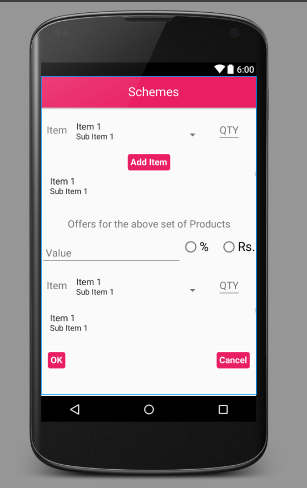 6:00
Schemes
Item Item 1 QTY
Sub Item 1
Add Item
Item 1
Sub Item 1
Offers for the above set of Products
Value % Rs.
Item Item 1 QTY
Sub Item 1
Item 1
Sub Item 1
OK Cancel